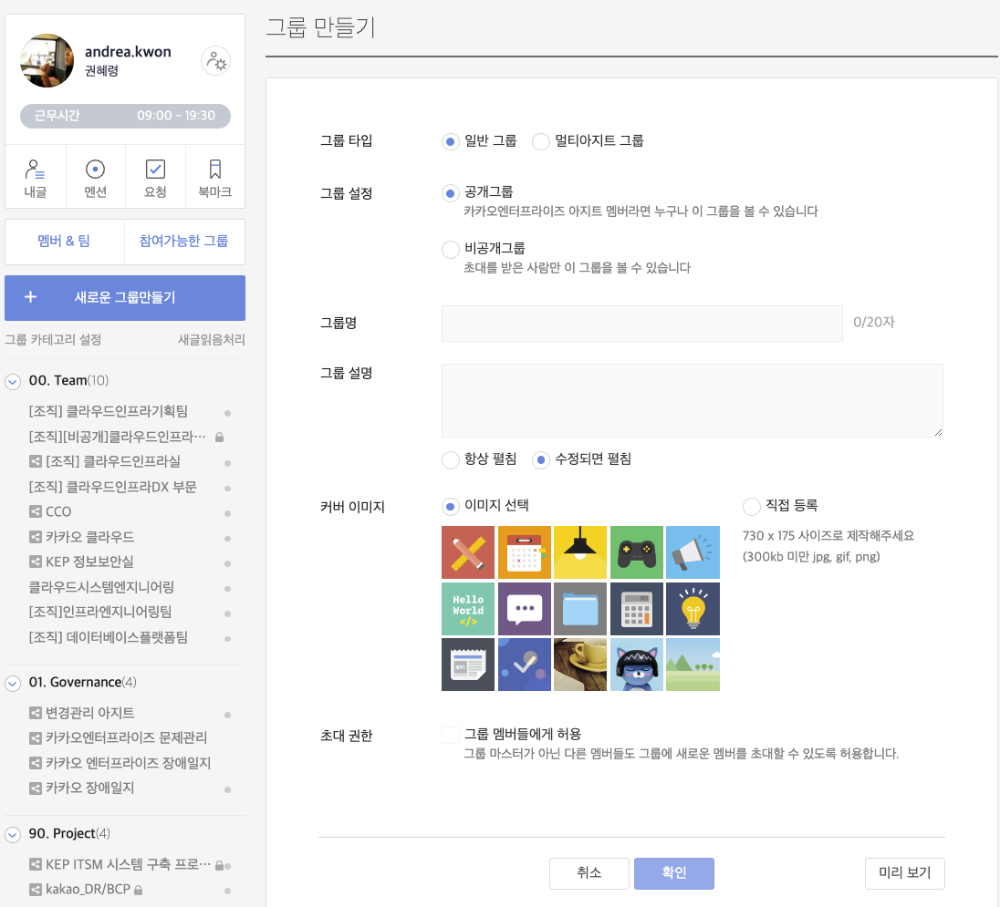 그룹 만들기
andrea.kwon
권혜령
근무시간 09:00 - 19:30
내글 멘션 요청 북마크
멤버 & 팀 참여가능한 그룹
+ 새로운 그룹만들기
그룹 카테고리 설정 새글읽음처리
00. Team(10)
[조직] 클라우드인프라기획팀
[조직][비공개]클라우드인프라···
[조직] 클라우드인프라실
[조직] 클라우드인프라DX 부문
CCO
카카오 클라우드
KEP 정보보안실
클라우드시스템엔지니어링
[조직]인프라엔지니어링팀
[조직] 데이터베이스플랫폼팀
01. Governance(4)
변경관리 아지트
카카오엔터프라이즈 문제관리
카카오 엔터프라이즈 장애일지
카카오 장애일지
90. Project(4)
KEP ITSM 시스템 구축 프로···
kakao_DR/BCP
그룹 타입 일반 그룹 멀티아지트 그룹
그룹 설정 공개그룹
카카오엔터프라이즈 아지트 멤버라면 누구나 이 그룹을 볼 수 있습니다
비공개그룹
초대를 받은 사람만 이 그룹을 볼 수 있습니다
그룹명 0/20자
그룹 설명
항상 펼침 수정되면 펼침
커버 이미지 이미지 선택 직접 등록
730 x 175 사이즈로 제작해주세요
(300kb 미만 jpg, gif, png)
Hello
World
</>
초대 권한 그룹 멤버들에게 허용
그룹 마스터가 아닌 다른 멤버들도 그룹에 새로운 멤버를 초대할 수 있도록 허용합니다.
취소 확인 미리 보기